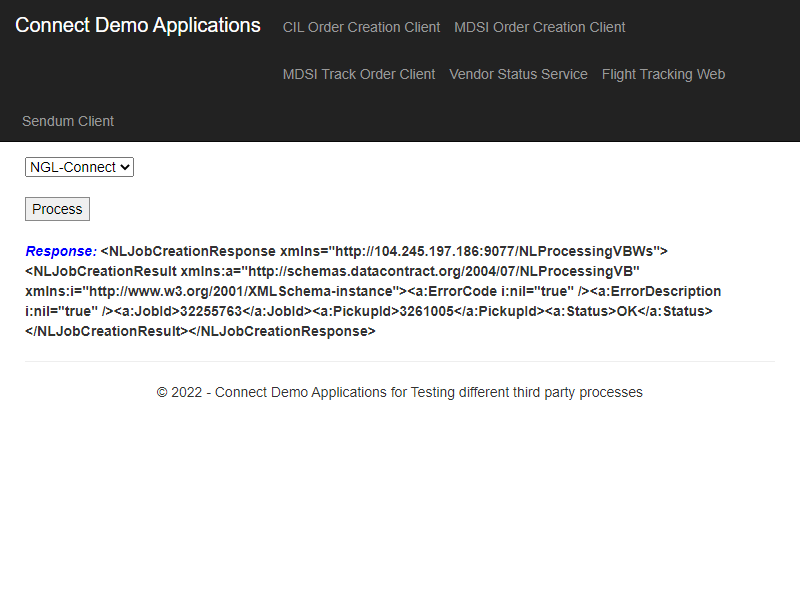 Connect Demo Applications
CIL Order Creation Client MDSI Order Creation Client
MDSI Track Order Client Vendor Status Service Flight Tracking Web
Sendum Client
NGL-Connect
Process
Response: <NLJobCreationResponse xmlns="http://104.245.197.186:9077/NLProcessingVBWs">
<NLJobCreationResult xmlns:a="http://schemas.datacontract.org/2004/07/NLProcessingVB"
xmlns:i="http://www.w3.org/2001/XMLSchema-instance"><a:ErrorCode i:nil="true" /><a:ErrorDescription
i:nil="true" /><a:JobId>32255763</a:JobId><a:PickupId>3261005</a:PickupId><a:Status>OK</a:Status>
</NLJobCreationResult></NLJobCreationResponse>
© 2022 - Connect Demo Applications for Testing different third party processes